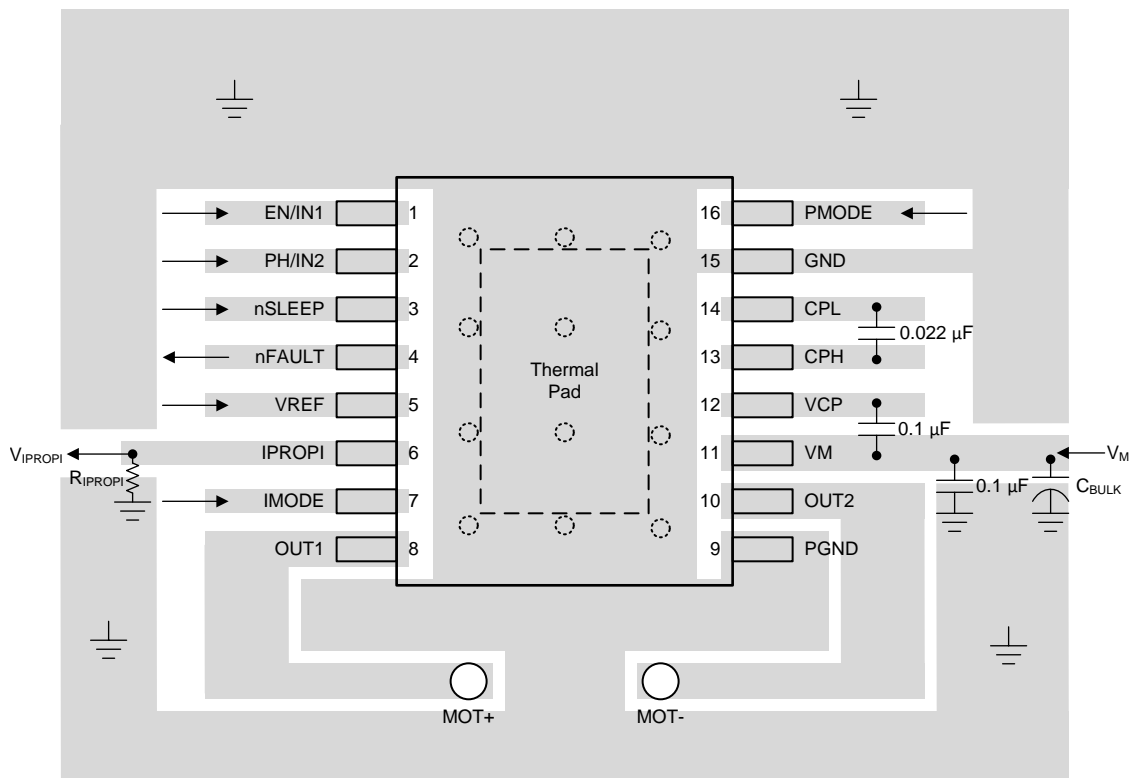 EN/IN1 1 16 PMODE
PH/IN2 2 15 GND
nSLEEP 3 14 CPL
0.022 µF
nFAULT 4 13 CPH
Thermal
Pad
VREF 5 12 VCP
0.1 µF
VIPROPI IPROPI 6 11 VM VM
RIPROPI
IMODE 7 10 OUT2 0.1 µF CBULK
OUT1 8 9 PGND
MOT+ MOT-